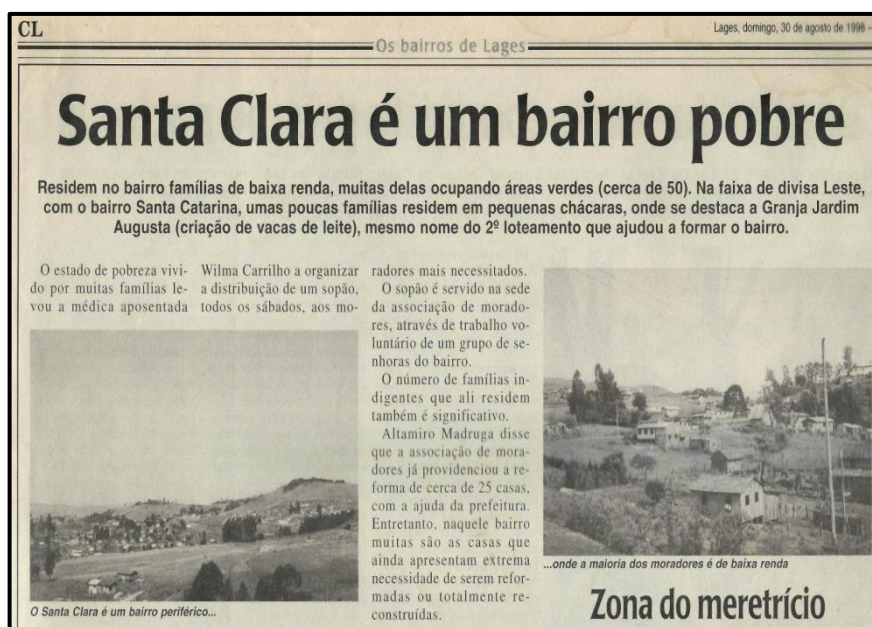 CL
Lages, domingo, 30 de agosto de 1998 -
Os bairros de Lages
Santa Clara é um bairro pobre
Residem no bairro famílias de baixa renda, muitas delas ocupando áreas verdes (cerca de 50). Na faixa de divisa Leste,
com o bairro Santa Catarina, umas poucas famílias residem em pequenas chácaras, onde se destaca a Granja Jardim
Augusta (criação de vacas de leite), mesmo nome do 2º loteamento que ajudou a formar o bairro.
O estado de pobreza vivi-
do por muitas famílias le-
vou a médica aposentada
Wilma Carrilho a organizar
a distribuição de um sopão,
todos os sábados, aos mo-
radores mais necessitados.
O sopão é servido na sede
da associação de morado-
res, através de trabalho vo-
luntário de um grupo de se-
nhoras do bairro.
O número de famílias in-
digentes que ali residem
também é significativo.
Altamiro Madruga disse
que a associação de mora-
dores já providenciou a re-
forma de cerca de 25 casas,
com a ajuda da prefeitura.
Entretanto, naquele bairro
muitas são as casas que
ainda apresentam extrema
necessidade de serem refor-
madas ou totalmente re-
construídas.
O Santa Clara é um bairro periférico...
...onde a maioria dos moradores é de baixa renda
Zona do meretrício